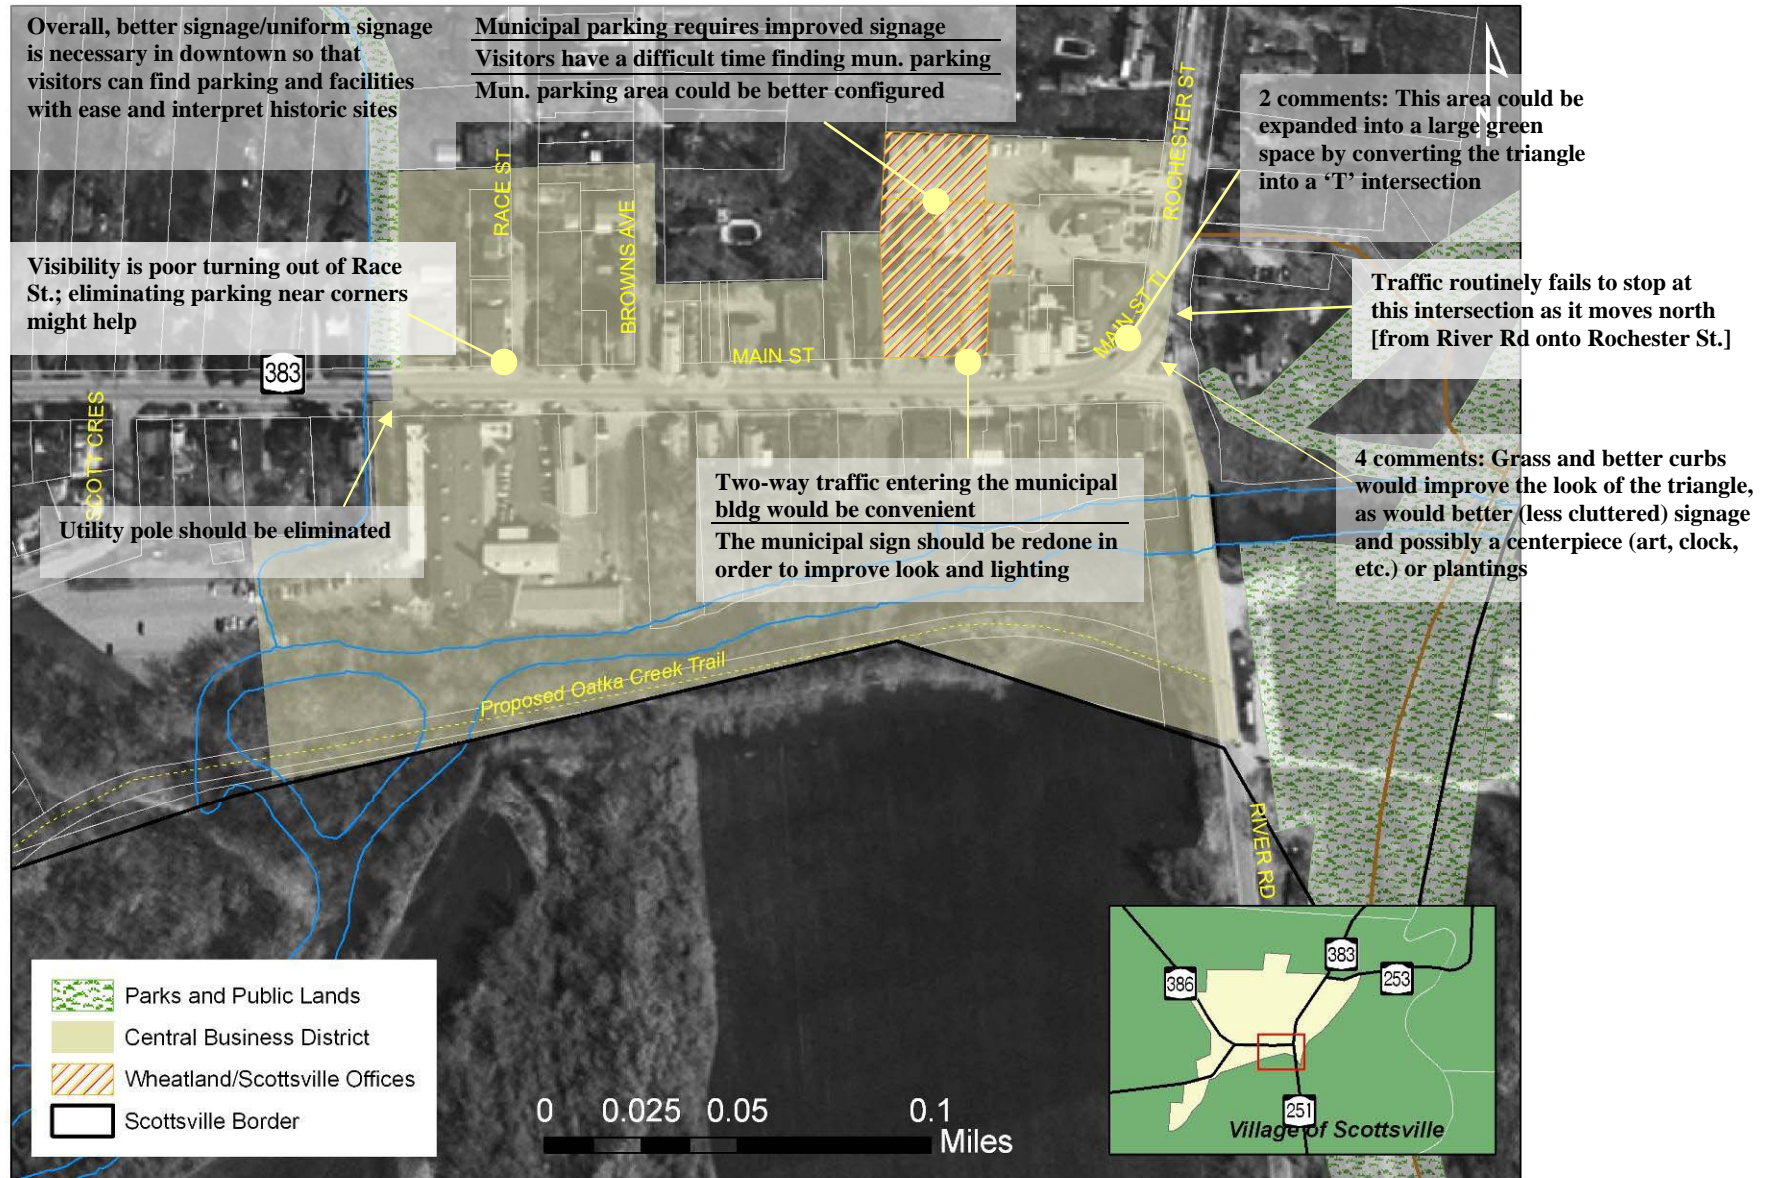 Overall, better signage/uniform signage
is necessary in downtown so that
visitors can find parking and facilities
with ease and interpret historic sites
Municipal parking requires improved signage
Visitors have a difficult time finding mun. parking
Mun. parking area could be better configured
N
2 comments: This area could be
expanded into a large green
space by converting the triangle
into a ‘T’ intersection
Visibility is poor turning out of Race
St.; eliminating parking near corners
might help
Traffic routinely fails to stop at
this intersection as it moves north
[from River Rd onto Rochester St.]
RACE ST
BROWNS AVE
ROCHESTER ST
MAIN ST
MAIN ST TL
383
SCOTT CRES
Utility pole should be eliminated
Two-way traffic entering the municipal
bldg would be convenient
The municipal sign should be redone in
order to improve look and lighting
4 comments: Grass and better curbs
would improve the look of the triangle,
as would better (less cluttered) signage
and possibly a centerpiece (art, clock,
etc.) or plantings
Proposed Oatka Creek Trail
RIVER RD
Parks and Public Lands
Central Business District
Wheatland/Scottsville Offices
Scottsville Border
0 0.025 0.05 0.1
Miles
383
386
253
251
Village of Scottsville